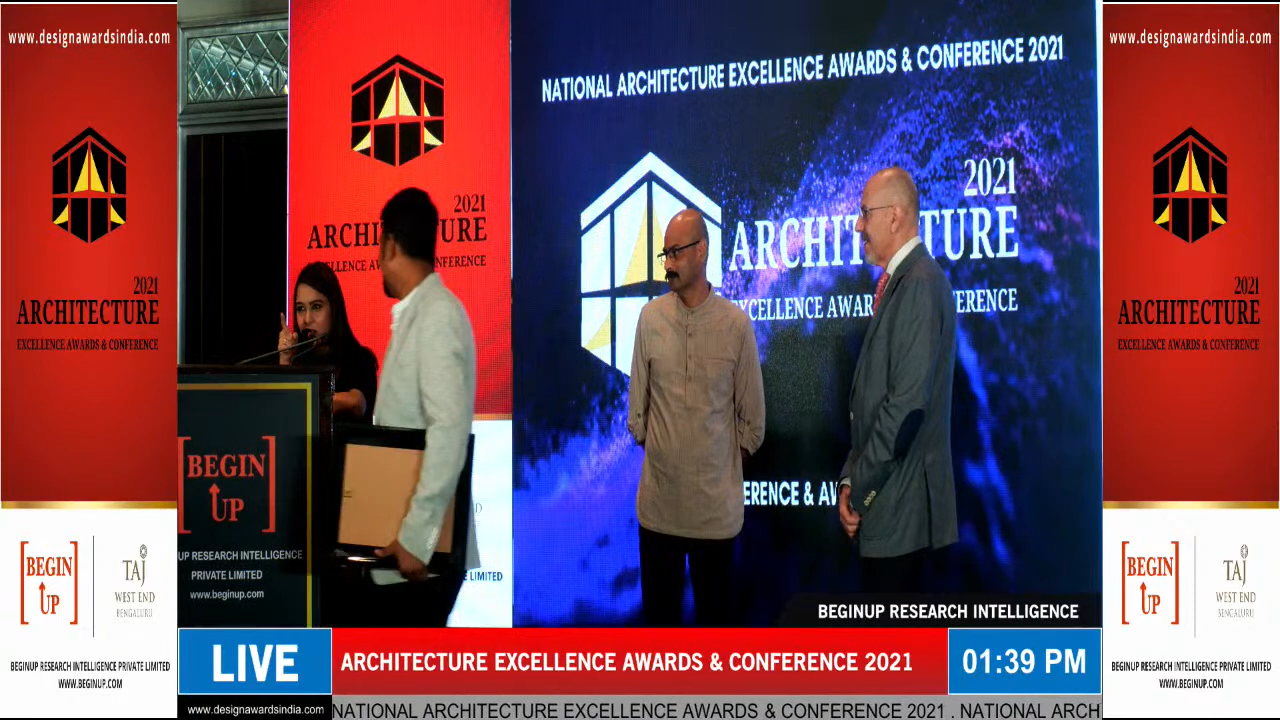 www.designawardsindia.com
2021
ARCHITECTURE
EXCELLENCE AWARDS & CONFERENCE
[BEGIN UP]
TAJ
WEST END
BENGALURU
BEGINUP RESEARCH INTELLIGENCE PRIVATE LIMITED
WWW.BEGINUP.COM
2021
ARCHI TURE
EXCELLENCE AW NFERENCE
[BEGIN
UP]
UP RESEARCH INTELLIGENCE
PRIVATE LIMITED
www.beginup.com
E LIMITED
NATIONAL ARCHITECTURE EXCELLENCE AWARDS & CONFERENCE 2021
2021
ARCHIT TURE
EXCELLENCE AWAR FERENCE
ERENCE & AW
BEGINUP RESEARCH INTELLIGENCE
LIVE
ARCHITECTURE EXCELLENCE AWARDS & CONFERENCE 2021
01:39 PM
www.designawardsindia.com
NATIONAL ARCHITECTURE EXCELLENCE AWARDS & CONFERENCE 2021 . NATIONAL ARCH
www.designawardsindia.com
2021
ARCHITECTURE
EXCELLENCE AWARDS & CONFERENCE
[BEGIN UP]
TAJ
WEST END
BENGALURU
BEGINUP RESEARCH INTELLIGENCE PRIVATE LIMITED
WWW.BEGINUP.COM